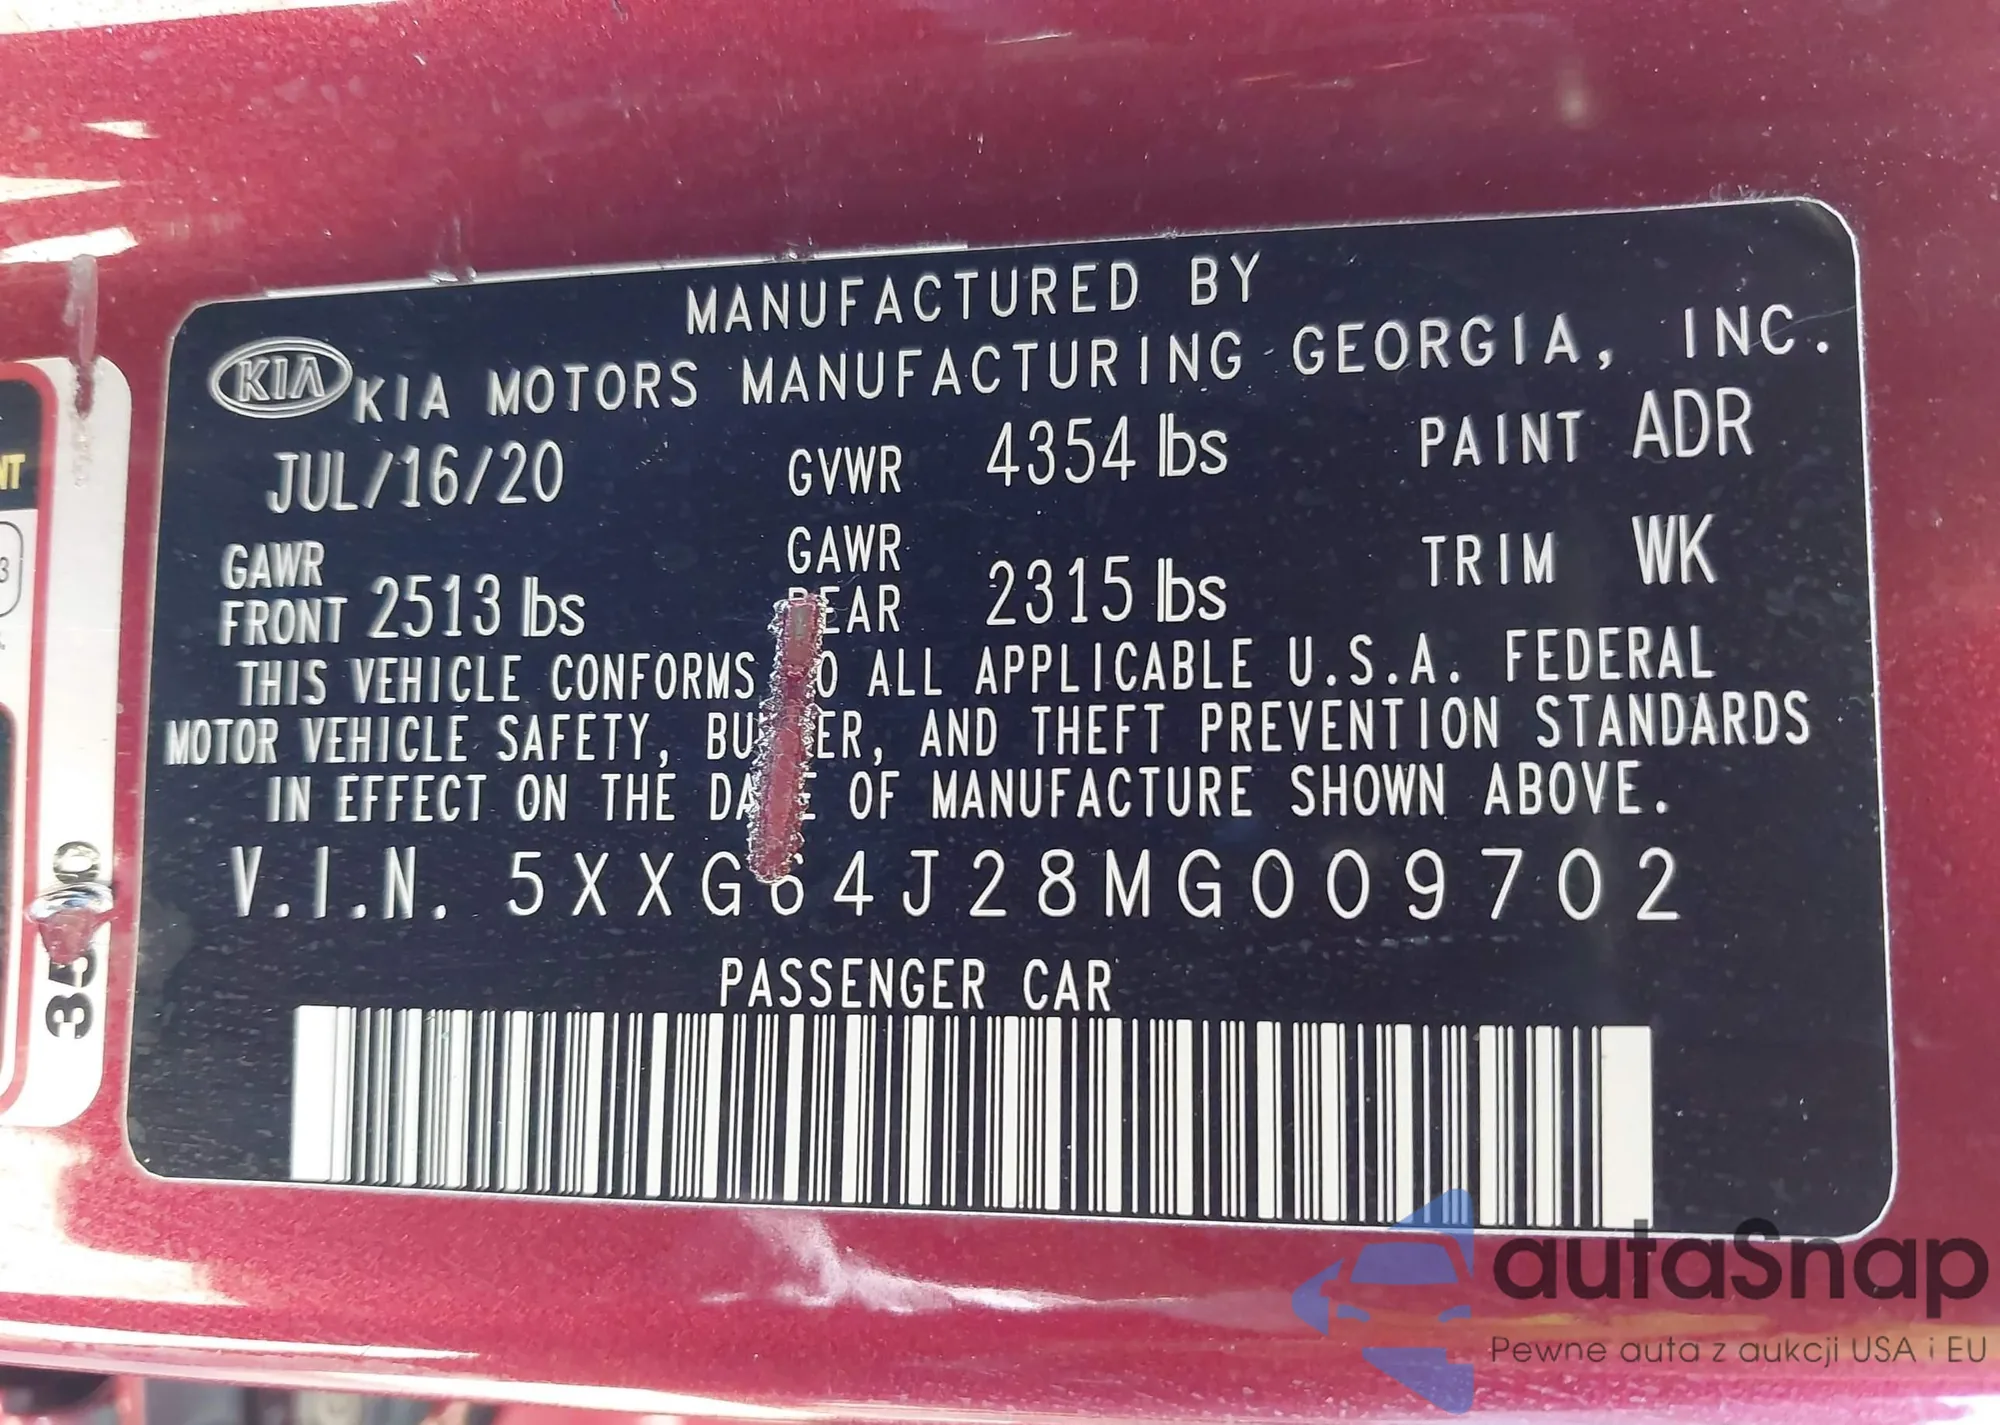 MANUFACTURED BY
KIA KIA MOTORS MANUFACTURING GEORGIA, INC.
JUL/16/20 GVWR 4354 lbs PAINT ADR
GAWR FRONT 2513 lbs GAWR REAR 2315 lbs TRIM WK
THIS VEHICLE CONFORMS TO ALL APPLICABLE U.S.A. FEDERAL
MOTOR VEHICLE SAFETY, BUMPER, AND THEFT PREVENTION STANDARDS
IN EFFECT ON THE DATE OF MANUFACTURE SHOWN ABOVE.
V.I.N. 5XXG64J28MG009702
PASSENGER CAR
NT
3
autaSnap
Pewne auta z aukcji USA i EU